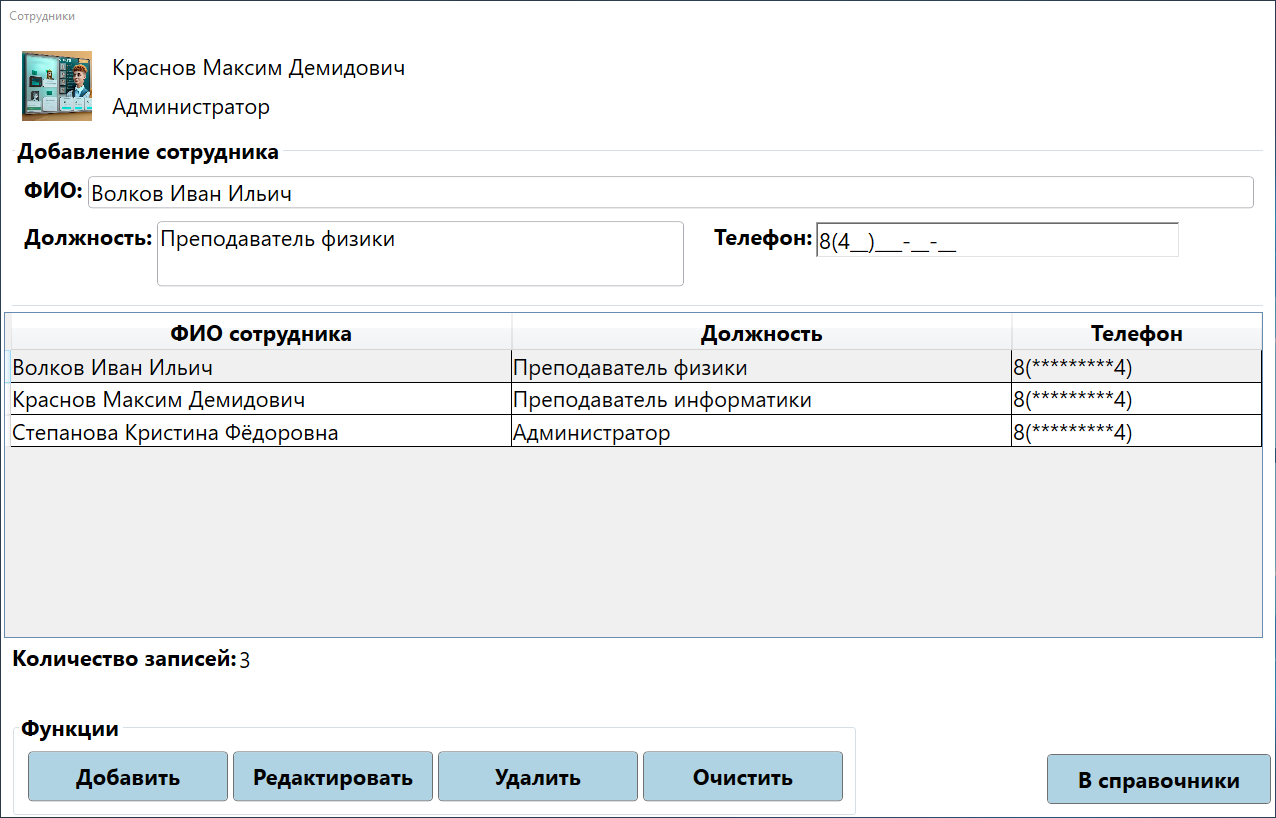 Сотрудники
Краснов Максим Демидович
Администратор
Добавление сотрудника
ФИО: Волков Иван Ильич
Должность: Преподаватель физики Телефон: 8(4__)___-__-__
ФИО сотрудника Должность Телефон
Волков Иван Ильич Преподаватель физики 8(*********4)
Краснов Максим Демидович Преподаватель информатики 8(*********4)
Степанова Кристина Фёдоровна Администратор 8(*********4)
Количество записей: 3
Функции
Добавить Редактировать Удалить Очистить В справочники